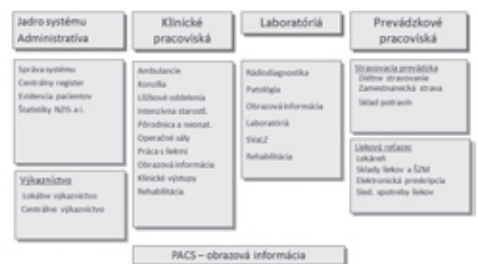 Jadro systému
Administratíva
Správa systému
Centrálny register
Evidencia pacientov
Štatistiky NZIS a i.
Výkazníctvo
Lokálne výkazníctvo
Centrálne výkazníctvo
Klinické
pracoviská
Ambulancie
Konzília
Lôžkové oddelenia
Intenzívna starostl.
Pôrodnica a neonat.
Operačné sály
Práca s liekmi
Obrazová informácia
Klinické výstupy
Rehabilitácia
Laboratóriá
Rádiodiagnostika
Patológia
Obrazová informácia
Laboratóriá
SVaLZ
Rehabilitácia
Prevádzkové
pracoviská
Stravovacia prevádzka
Diétne stravovanie
Zamestnanecká strava
Sklad potravín
Lieková reťazec
Lekáreň
Sklady liekov a ŠZM
Elektronická preskripcia
Sled. spotreby liekov
PACS – obrazová informácia